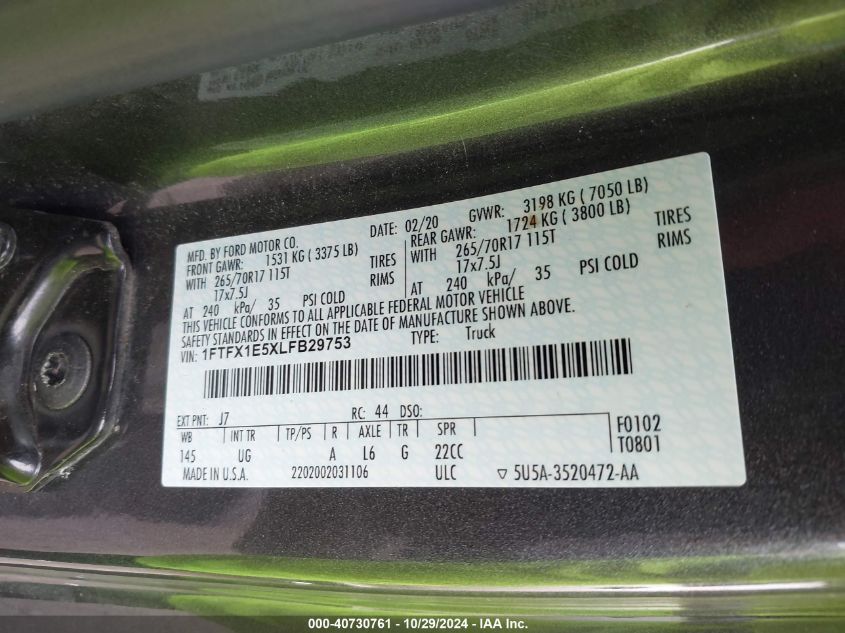 MFD. BY FORD MOTOR CO. DATE: 02/20 GVWR: 3198 KG ( 7050 LB)
FRONT GAWR: 1531 KG ( 3375 LB) REAR GAWR: 1724 KG ( 3800 LB)
WITH 265/70R17 115T TIRES WITH 265/70R17 115T TIRES
17x7.5J RIMS 17x7.5J RIMS
AT 240 kPa/ 35 PSI COLD AT 240 kPa/ 35 PSI COLD
THIS VEHICLE CONFORMS TO ALL APPLICABLE FEDERAL MOTOR VEHICLE
SAFETY STANDARDS IN EFFECT ON THE DATE OF MANUFACTURE SHOWN ABOVE.
VIN: 1FTFX1E5XLFB29753 TYPE: Truck
EXT PNT: J7 RC: 44 DSO:
WB INT TR TP/PS R AXLE TR SPR F0102
145 UG A L6 G 22CC T0801
MADE IN U.S.A. 2202002031106 ULC ▽ 5U5A-3520472-AA
000-40730761 - 10/29/2024 - IAA Inc.